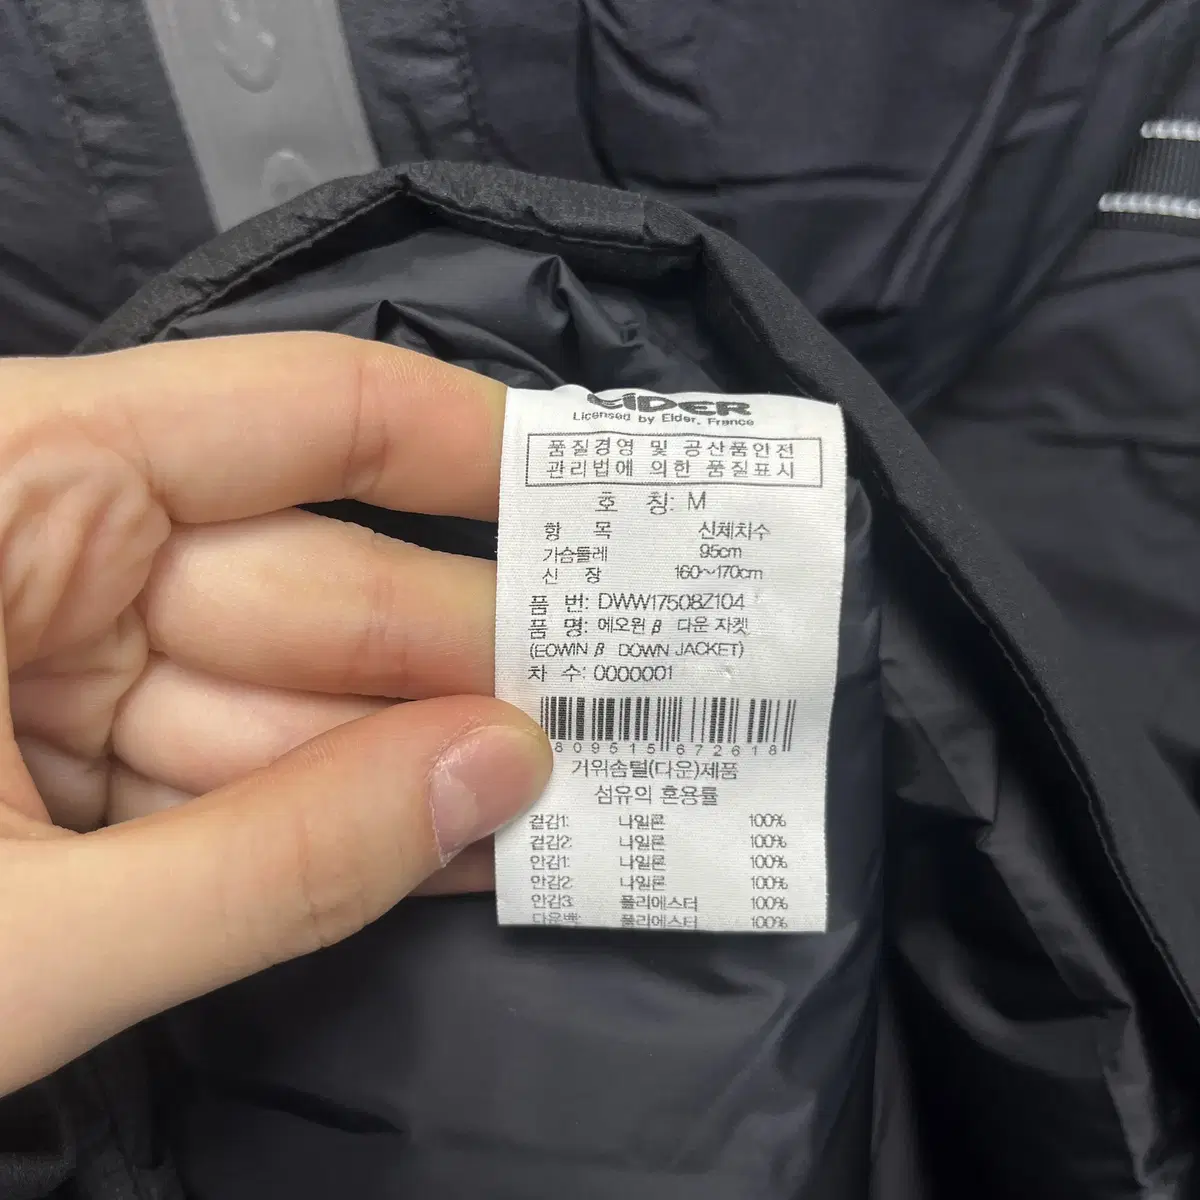 EIDER
Licensed by Eider, France
품질경영 및 공산품안전
관리법에 의한 품질표시
호 칭: M
항 목 신체치수
가슴둘레 95cm
신 장 160~170cm
품 번: DWW17508Z104
품 명: 에오윈 β 다운 자켓
(EOWIN β DOWN JACKET)
차 수: 0000001
809515672618
거위솜털(다운)제품
섬유의 혼용률
겉감1: 나일론 100%
겉감2: 나일론 100%
안감1: 나일론 100%
안감2: 나일론 100%
안감3: 폴리에스터 100%
다운백: 폴리에스터 100%